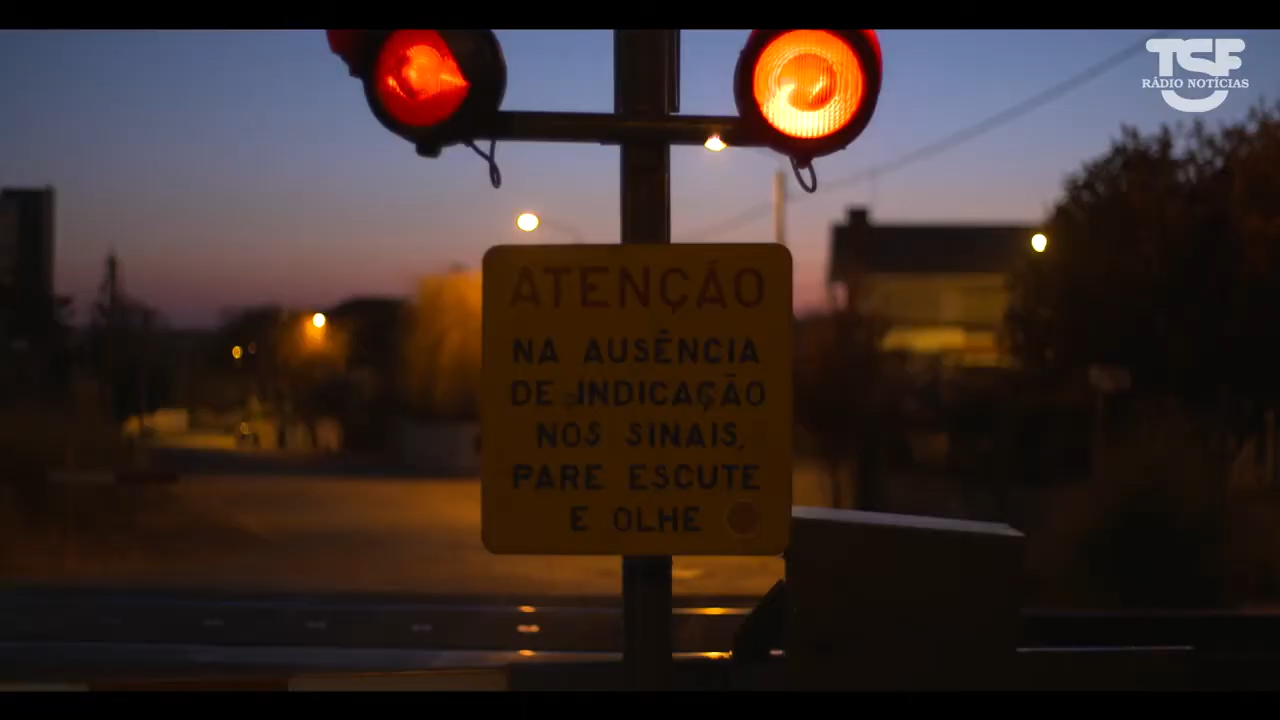 TSF
RÁDIO NOTÍCIAS
ATENÇÃO
NA AUSÊNCIA
DE INDICAÇÃO
NOS SINAIS,
PARE ESCUTE
E OLHE